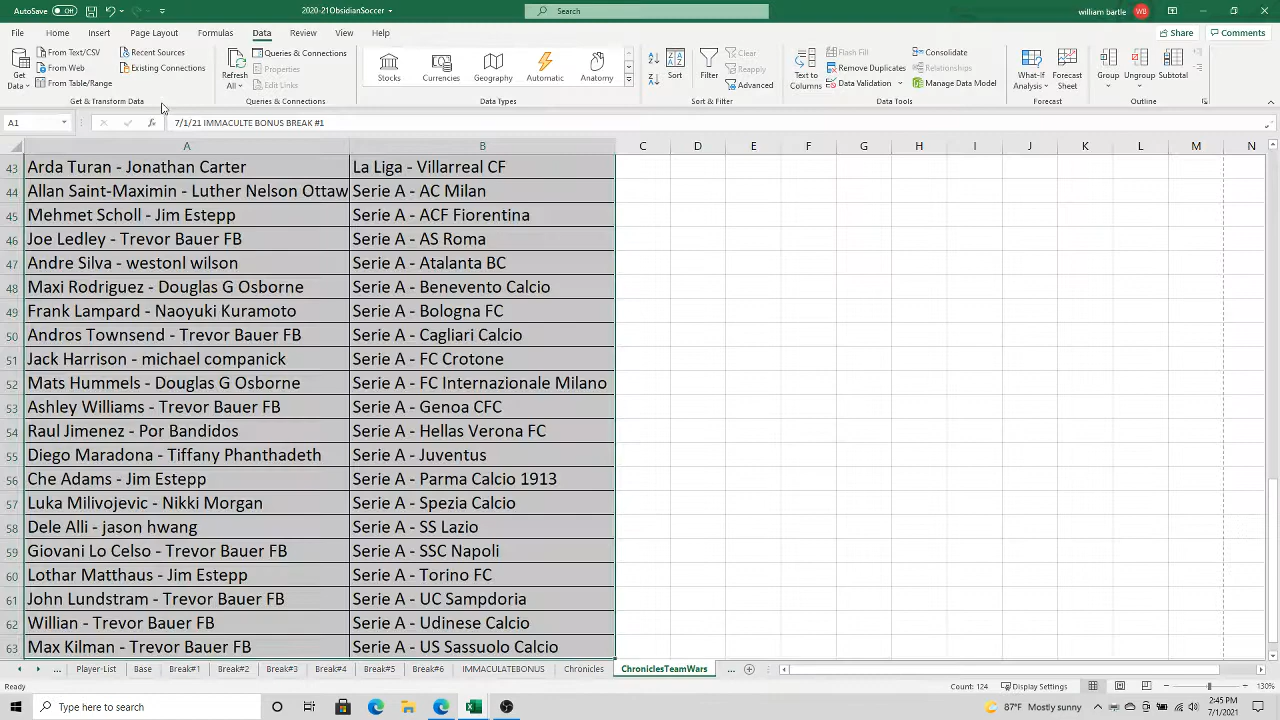 AutoSave Off 2020-21ObsidianSoccer Search william bartle WB
File Home Insert Page Layout Formulas Data Review View Help Share Comments
Get Data From Text/CSV Recent Sources
From Web Existing Connections
From Table/Range
Get & Transform Data
Refresh All Queries & Connections
Properties
Edit Links
Queries & Connections
Stocks Currencies Geography Automic Anatomy
Data Types
Sort Filter Clear
Reapply
Advanced
Sort & Filter
Text to Columns Flash Fill Consolidate
Remove Duplicates Relationships
Data Validation Manage Data Model
Data Tools
What-If Analysis Forecast Sheet
Forecast
Group Ungroup Subtotal
Outline
A1 fx 7/1/21 IMMACULTE BONUS BREAK #1
A B C D E F G H I J K L M N
43 Arda Turan - Jonathan Carter La Liga - Villarreal CF
44 Allan Saint-Maximin - Luther Nelson Ottaw Serie A - AC Milan
45 Mehmet Scholl - Jim Estepp Serie A - ACF Fiorentina
46 Joe Ledley - Trevor Bauer FB Serie A - AS Roma
47 Andre Silva - westonl wilson Serie A - Atalanta BC
48 Maxi Rodriguez - Douglas G Osborne Serie A - Benevento Calcio
49 Frank Lampard - Naoyuki Kuramoto Serie A - Bologna FC
50 Andros Townsend - Trevor Bauer FB Serie A - Cagliari Calcio
51 Jack Harrison - michael companick Serie A - FC Crotone
52 Mats Hummels - Douglas G Osborne Serie A - FC Internazionale Milano
53 Ashley Williams - Trevor Bauer FB Serie A - Genoa CFC
54 Raul Jimenez - Por Bandidos Serie A - Hellas Verona FC
55 Diego Maradona - Tiffany Phanthadeth Serie A - Juventus
56 Che Adams - Jim Estepp Serie A - Parma Calcio 1913
57 Luka Milivojevic - Nikki Morgan Serie A - Spezia Calcio
58 Dele Alli - jason hwang Serie A - SS Lazio
59 Giovani Lo Celso - Trevor Bauer FB Serie A - SSC Napoli
60 Lothar Matthaus - Jim Estepp Serie A - Torino FC
61 John Lundstram - Trevor Bauer FB Serie A - UC Sampdoria
62 Willian - Trevor Bauer FB Serie A - Udinese Calcio
63 Max Kilman - Trevor Bauer FB Serie A - US Sassuolo Calcio
... Player-List Base Break#1 Break#2 Break#3 Break#4 Break#5 Break#6 IMMACULATEBONUS Chronicles ChroniclesTeamWars ...
Ready Count: 124 Display Settings 130%
Type here to search 87°F Mostly sunny 2:45 PM
7/1/2021